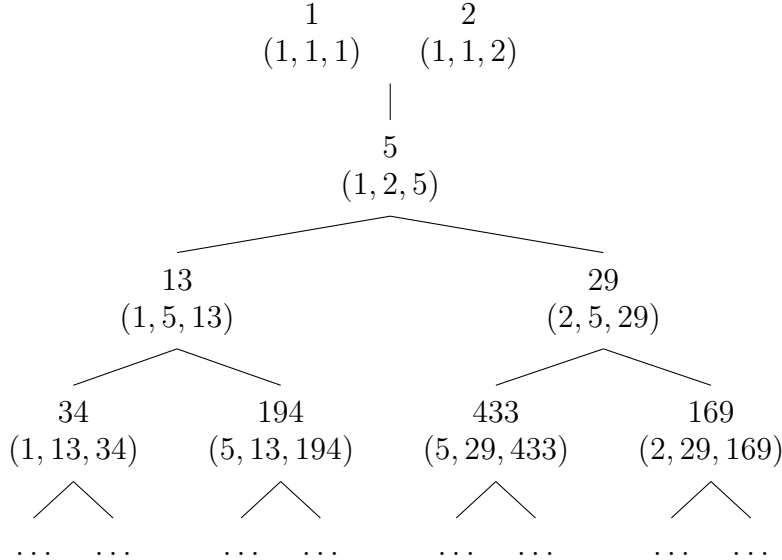 1 2
(1, 1, 1) (1, 1, 2)
5
(1, 2, 5)
13 29
(1, 5, 13) (2, 5, 29)
34 194 433 169
(1, 13, 34) (5, 13, 194) (5, 29, 433) (2, 29, 169)
... ... ... ... ... ... ... ...